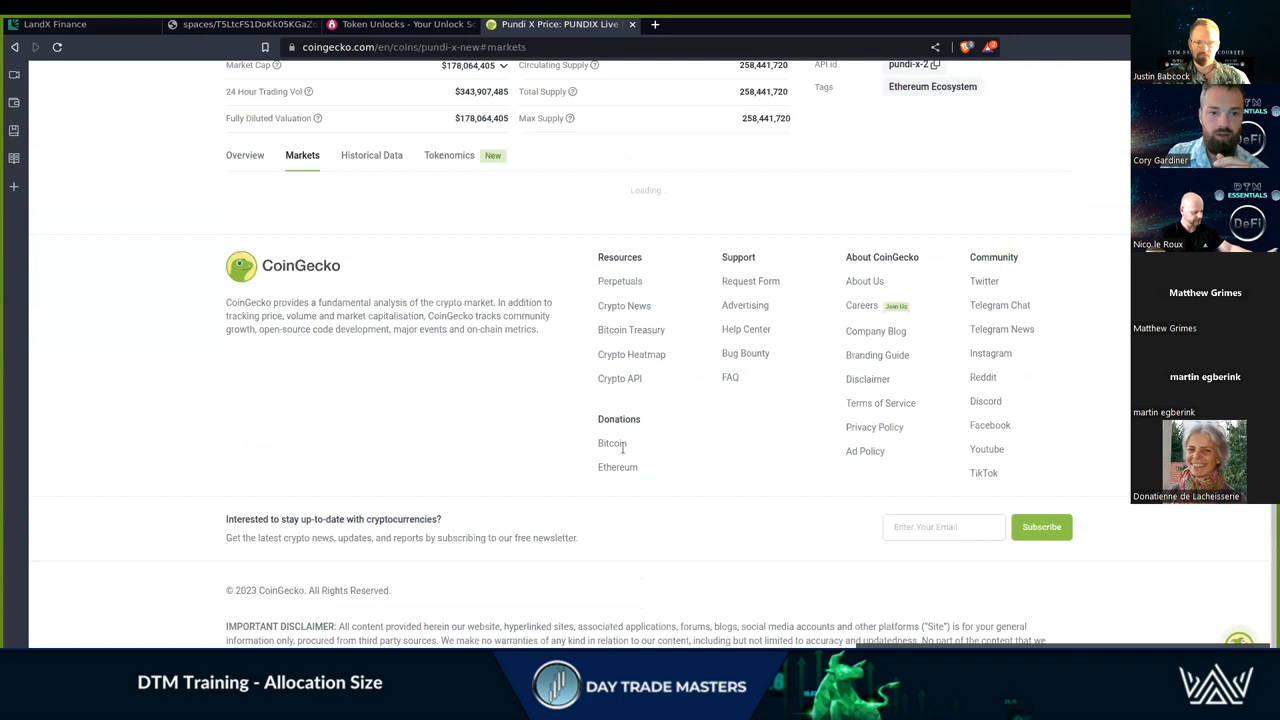 LandX Finance
spaces/T5LtcFS1DoKk05KGaZ
Token Unlocks - Your Unlock Sc
Pundi X Price: PUNDIX Live
coingecko.com/en/coins/pundi-x-new#markets
Market Cap
$178,064,405
Circulating Supply
258,441,720
API id
pundi-x-2
24 Hour Trading Vol
$343,907,485
Total Supply
258,441,720
Tags
Ethereum Ecosystem
Fully Diluted Valuation
$178,064,405
Max Supply
258,441,720
Overview
Markets
Historical Data
Tokenomics
New
Loading...
CoinGecko
CoinGecko provides a fundamental analysis of the crypto market. In addition to
tracking price, volume and market capitalisation, CoinGecko tracks community
growth, open-source code development, major events and on-chain metrics.
Resources
Perpetuals
Crypto News
Bitcoin Treasury
Crypto Heatmap
Crypto API
Donations
Bitcoin
Ethereum
Support
Request Form
Advertising
Help Center
Bug Bounty
FAQ
About CoinGecko
About Us
Careers Join Us
Company Blog
Branding Guide
Disclaimer
Terms of Service
Privacy Policy
Ad Policy
Community
Twitter
Telegram Chat
Telegram News
Instagram
Reddit
Discord
Facebook
Youtube
TikTok
Interested to stay up-to-date with cryptocurrencies?
Get the latest crypto news, updates, and reports by subscribing to our free newsletter.
Enter Your Email
Subscribe
© 2023 CoinGecko. All Rights Reserved.
IMPORTANT DISCLAIMER: All content provided herein our website, hyperlinked sites, associated applications, forums, blogs, social media accounts and other platforms ("Site") is for your general
information only, procured from third party sources. We make no warranties of any kind in relation to our content, including but not limited to accuracy and updatedness. No part of the content that we
Justin Babcock
Cory Gardiner
DTM
ESSENTIALS
DeFi
Nico.le Roux
Matthew Grimes
Matthew Grimes
martin egberink
martin egberink
Donatienne de Lacheisserie
DTM Training - Allocation Size
DAY TRADE MASTERS